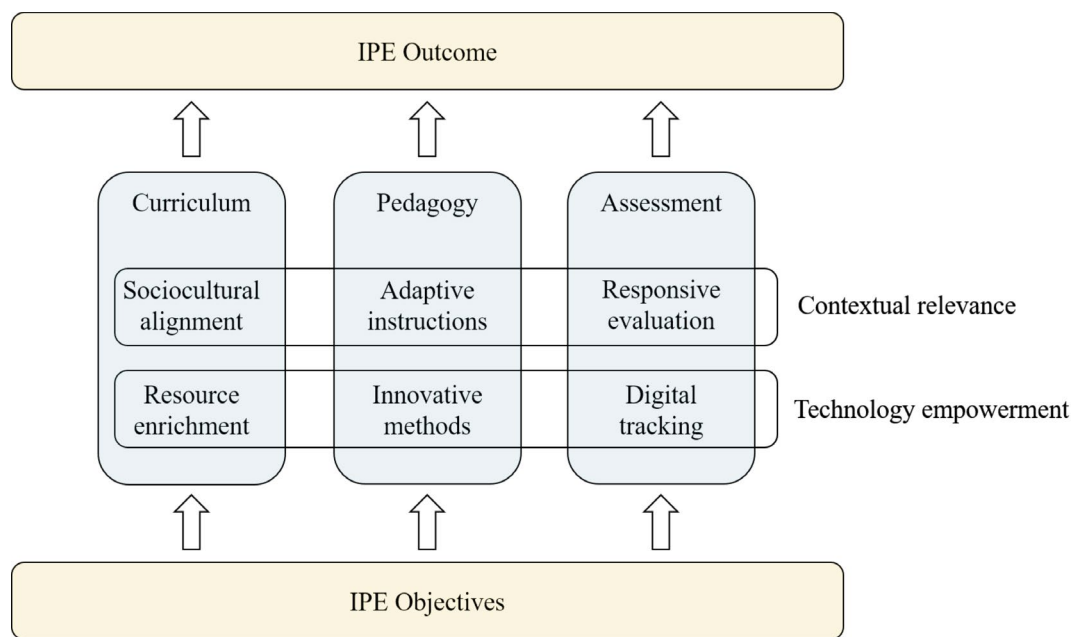 IPE Outcome
Curriculum
Pedagogy
Assessment
Sociocultural
alignment
Adaptive
instructions
Responsive
evaluation
Contextual relevance
Resource
enrichment
Innovative
methods
Digital
tracking
Technology empowerment
IPE Objectives